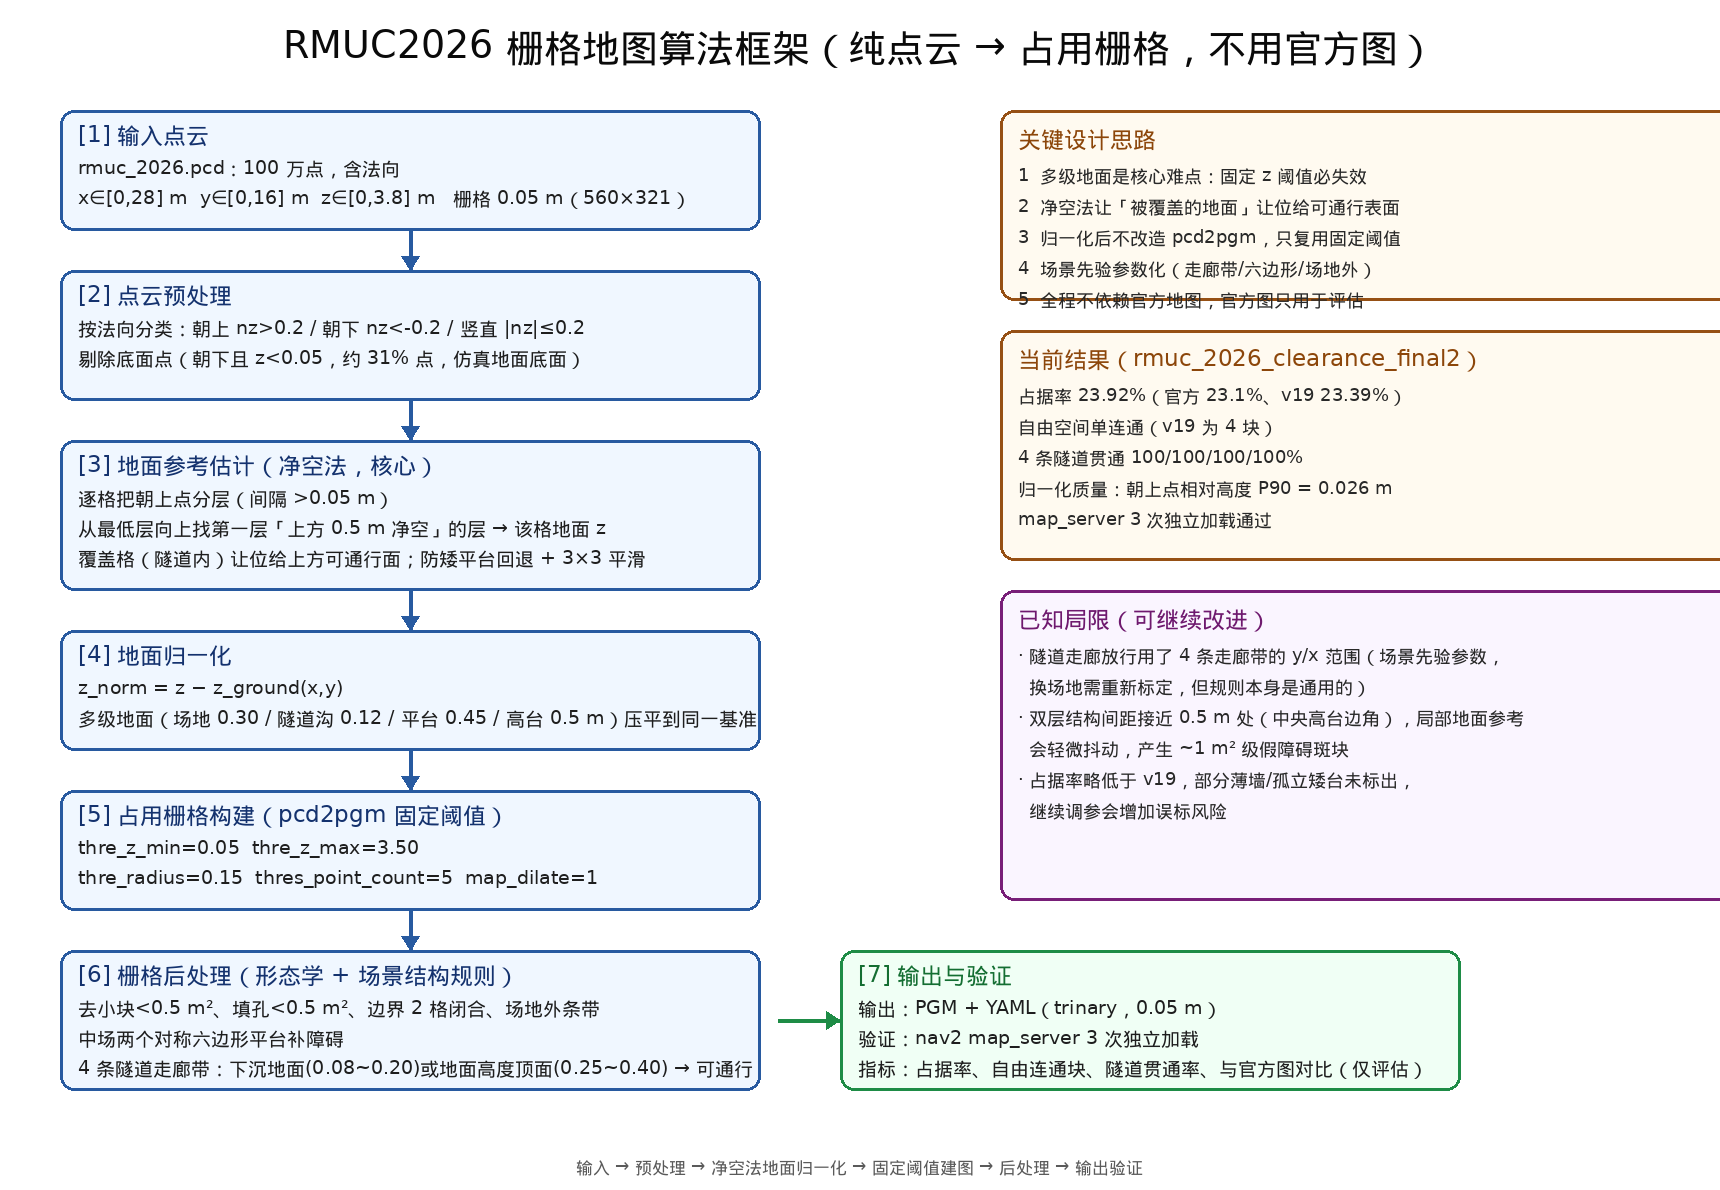 RMUC2026 栅格地图算法框架（纯点云 → 占用栅格，不用官方图）
[1] 输入点云
rmuc_2026.pcd：100 万点，含法向
x∈[0,28] m  y∈[0,16] m  z∈[0,3.8] m   栅格 0.05 m（560×321）
[2] 点云预处理
按法向分类：朝上 nz>0.2 / 朝下 nz<-0.2 / 竖直 |nz|≤0.2
剔除底面点（朝下且 z<0.05，约 31% 点，仿真地面底面）
[3] 地面参考估计（净空法，核心）
逐格把朝上点分层（间隔 >0.05 m）
从最低层向上找第一层「上方 0.5 m 净空」的层 → 该格地面 z
覆盖格（隧道内）让位给上方可通行面；防矮平台回退 + 3×3 平滑
[4] 地面归一化
z_norm = z − z_ground(x,y)
多级地面（场地 0.30 / 隧道沟 0.12 / 平台 0.45 / 高台 0.5 m）压平到同一基准
[5] 占用栅格构建（pcd2pgm 固定阈值）
thre_z_min=0.05  thre_z_max=3.50
thre_radius=0.15  thres_point_count=5  map_dilate=1
[6] 栅格后处理（形态学 + 场景结构规则）
去小块<0.5 m²、填孔<0.5 m²、边界 2 格闭合、场地外条带
中场两个对称六边形平台补障碍
4 条隧道走廊带：下沉地面(0.08~0.20)或地面高度顶面(0.25~0.40) → 可通行
[7] 输出与验证
输出：PGM + YAML（trinary，0.05 m）
验证：nav2 map_server 3 次独立加载
指标：占据率、自由连通块、隧道贯通率、与官方图对比（仅评估）
关键设计思路
1  多级地面是核心难点：固定 z 阈值必失效
2  净空法让「被覆盖的地面」让位给可通行表面
3  归一化后不改造 pcd2pgm，只复用固定阈值
4  场景先验参数化（走廊带/六边形/场地外）
5  全程不依赖官方地图，官方图只用于评估
当前结果（rmuc_2026_clearance_final2）
占据率 23.92%（官方 23.1%、v19 23.39%）
自由空间单连通（v19 为 4 块）
4 条隧道贯通 100/100/100/100%
归一化质量：朝上点相对高度 P90 = 0.026 m
map_server 3 次独立加载通过
已知局限（可继续改进）
· 隧道走廊放行用了 4 条走廊带的 y/x 范围（场景先验参数，
换场地需重新标定，但规则本身是通用的）
· 双层结构间距接近 0.5 m 处（中央高台边角），局部地面参考
会轻微抖动，产生 ~1 m² 级假障碍斑块
· 占据率略低于 v19，部分薄墙/孤立矮台未标出，
继续调参会增加误标风险
输入 → 预处理 → 净空法地面归一化 → 固定阈值建图 → 后处理 → 输出验证